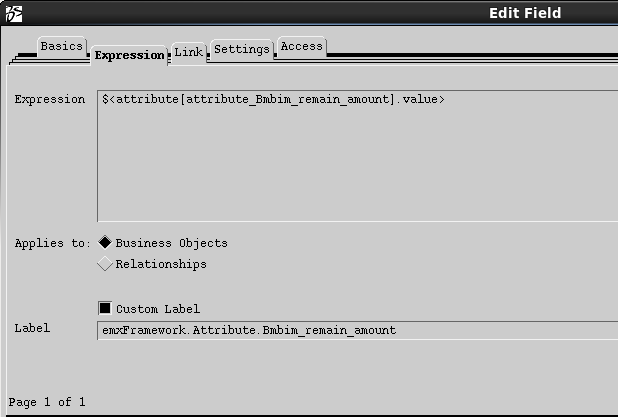 Edit Field
Basics Expression Link Settings Access
Expression $<attribute[attribute_Bmbim_remain_amount].value>
Applies to: Business Objects
Relationships
Custom Label
Label emxFramework.Attribute.Bmbim_remain_amount
Page 1 of 1